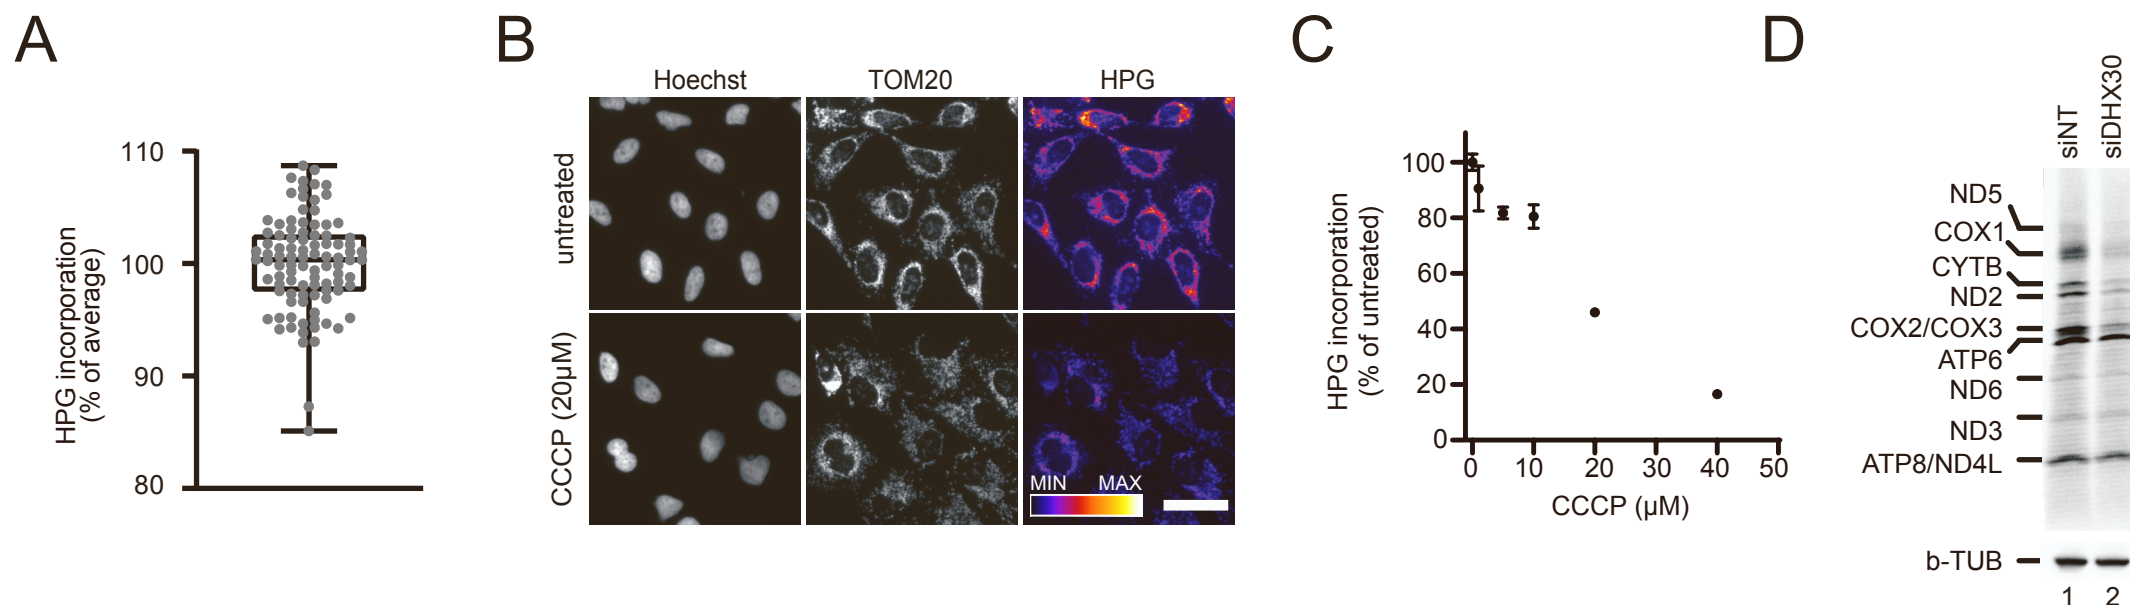 A
HPG incorporation
(% of average)
110
100
90
80
B
Hoechst
TOM20
HPG
untreated
CCCP (20µM)
MIN
MAX
C
HPG incorporation
(% of untreated)
100
80
60
40
20
0
0
10
20
30
40
50
CCCP (µM)
D
siNT
siDHX30
ND5
COX1
CYTB
ND2
COX2/COX3
ATP6
ND6
ND3
ATP8/ND4L
b-TUB
1
2